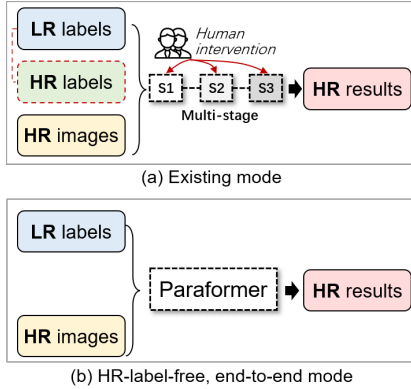 LR labels
HR labels
HR images
Human
intervention
S1
S2
S3
Multi-stage
HR results
(a) Existing mode
LR labels
HR images
Paraformer
HR results
(b) HR-label-free, end-to-end mode